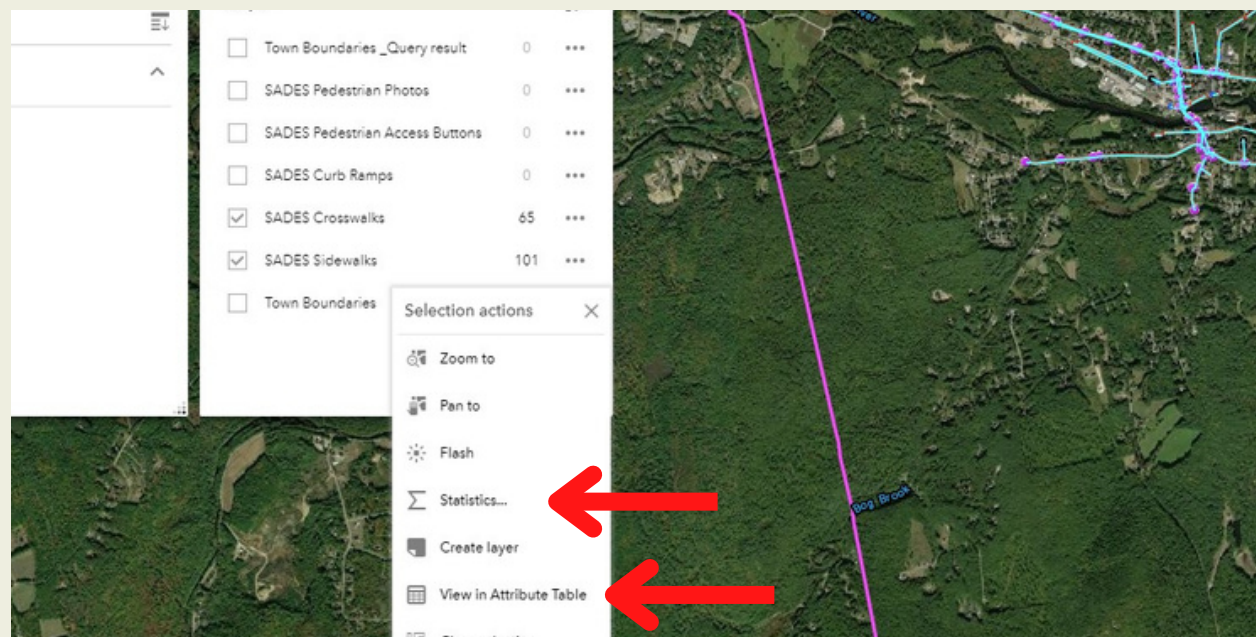 Town Boundaries _Query result 0 •••
SADES Pedestrian Photos 0 •••
SADES Pedestrian Access Buttons 0 •••
SADES Curb Ramps 0 •••
SADES Crosswalks 65 •••
SADES Sidewalks 101 •••
Town Boundaries
Selection actions
Zoom to
Pan to
Flash
Statistics...
Create layer
View in Attribute Table
Bog Brook